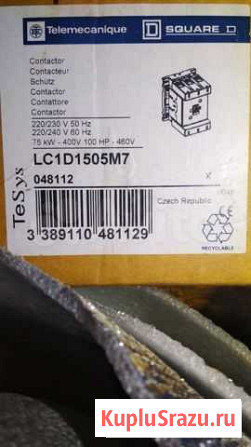 Telemecanique
D SQUARE D
Contactor
Contacteur
Schütz
Contactor
Contattore
Contactor
220/230 V 50 Hz
220/240 V 60 Hz
75 kW - 400V 100 HP - 460V
LC1D1505M7
048112
X
TeSys
Czech Republic
3 389110 481129
RECYCLABLE
KupluSrazu.ru